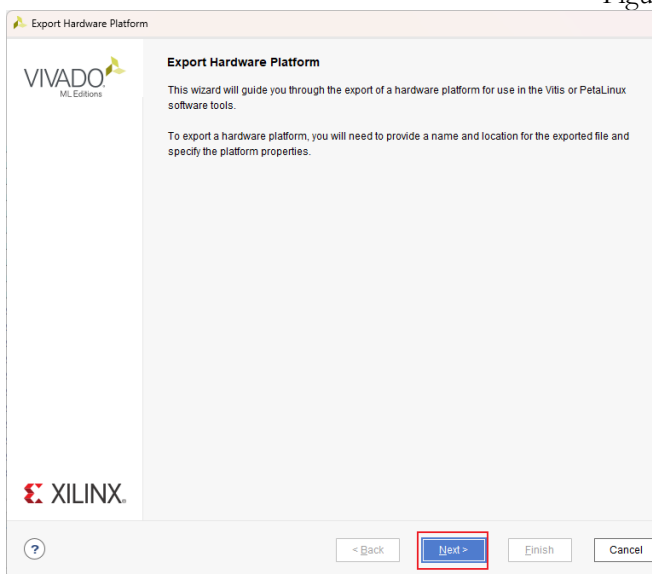 Figu
Export Hardware Platform
VIVADO
ML Editions
Export Hardware Platform
This wizard will guide you through the export of a hardware platform for use in the Vitis or PetaLinux
software tools.
To export a hardware platform, you will need to provide a name and location for the exported file and
specify the platform properties.
XILINX
?
< Back
Next >
Finish
Cancel